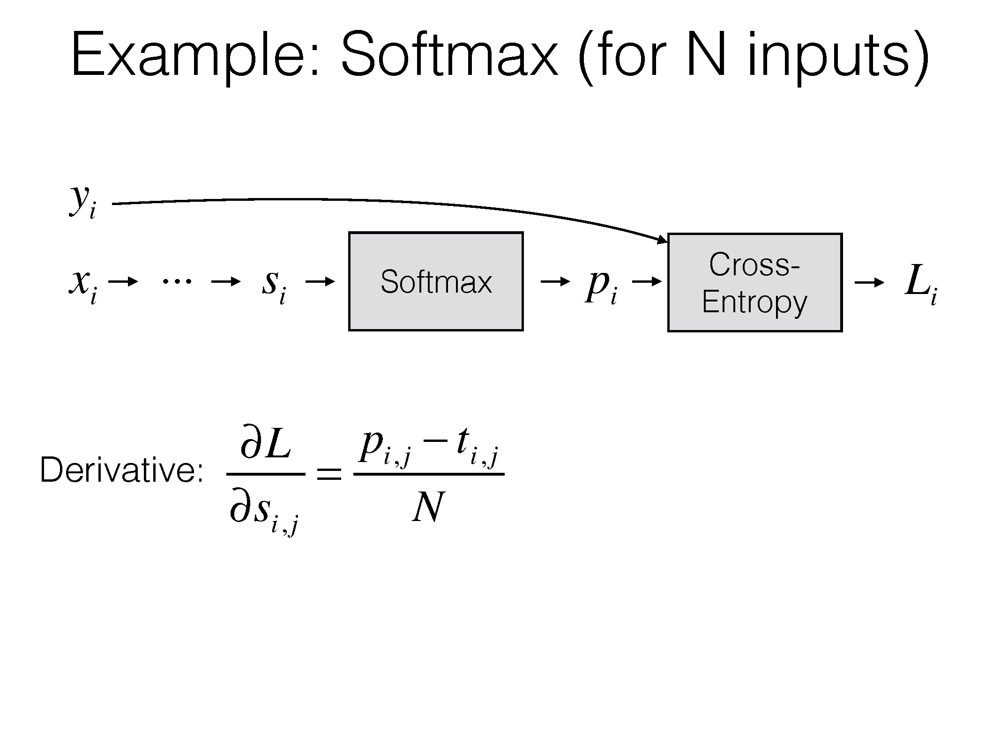 Example: Softmax (for N inputs)
y_i
x_i → ⋯ → s_i → Softmax → p_i → Cross-
Entropy → L_i
Derivative: ∂L/∂s_{i,j} = (p_{i,j} − t_{i,j})/N